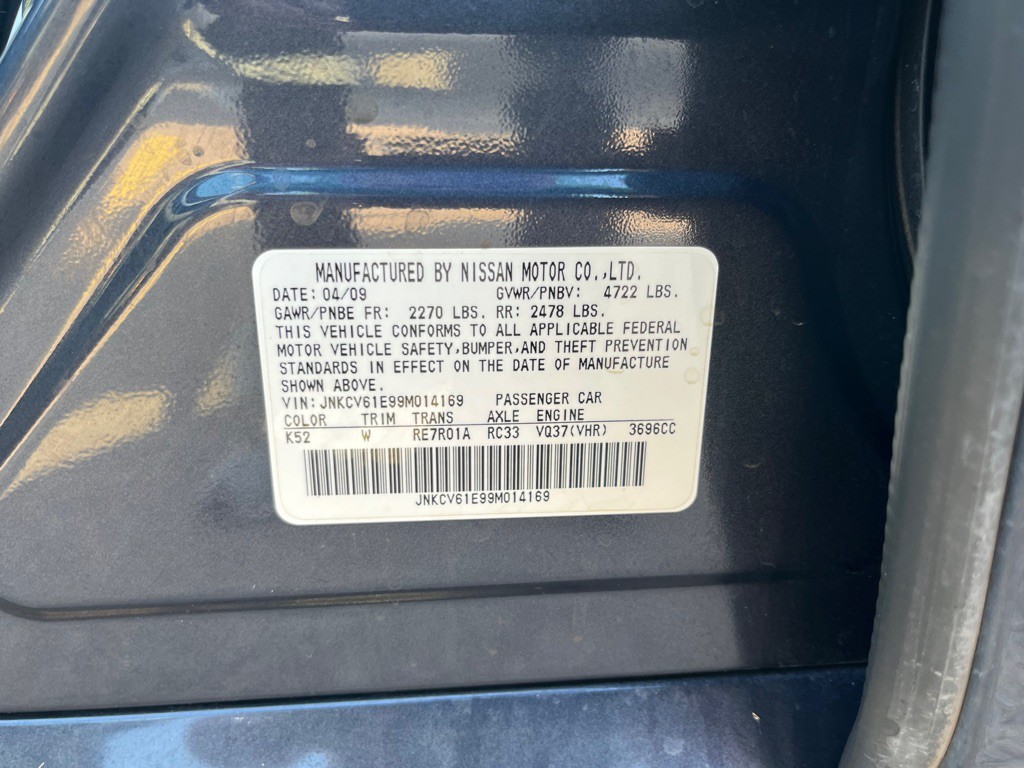 MANUFACTURED BY NISSAN MOTOR CO.,LTD.
DATE: 04/09 GVWR/PNBV: 4722 LBS.
GAWR/PNBE FR: 2270 LBS. RR: 2478 LBS.
THIS VEHICLE CONFORMS TO ALL APPLICABLE FEDERAL
MOTOR VEHICLE SAFETY,BUMPER,AND THEFT PREVENTION
STANDARDS IN EFFECT ON THE DATE OF MANUFACTURE
SHOWN ABOVE.
VIN: JNKCV61E99M014169 PASSENGER CAR
COLOR TRIM TRANS AXLE ENGINE
K52 W RE7R01A RC33 VQ37(VHR) 3696CC
JNKCV61E99M014169